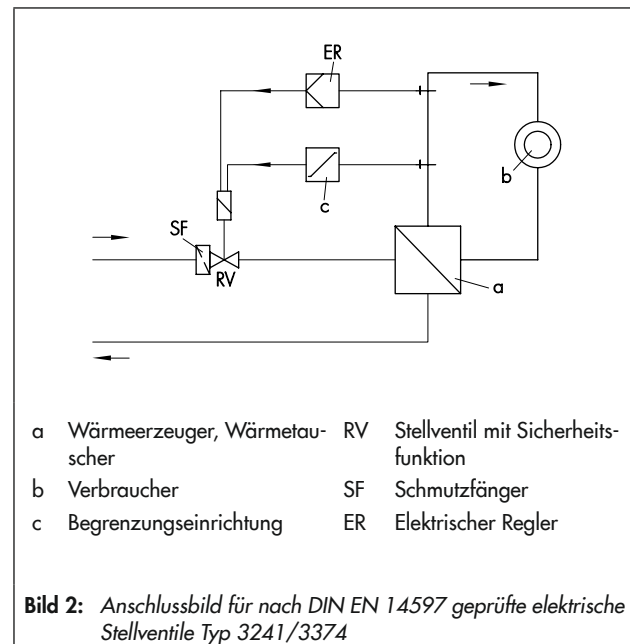 ER
c
b
SF
RV
a
a Wärmeerzeuger, Wärmetau-
scher
b Verbraucher
c Begrenzungseinrichtung
RV Stellventil mit Sicherheits-
funktion
SF Schmutzfänger
ER Elektrischer Regler
Bild 2: Anschlussbild für nach DIN EN 14597 geprüfte elektrische
Stellventile Typ 3241/3374